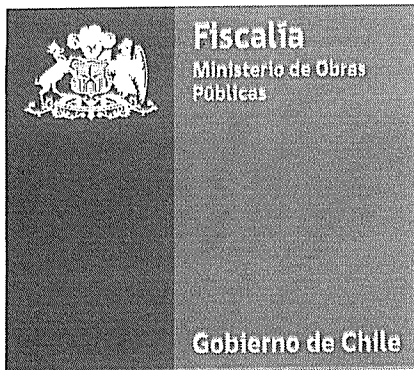 Fiscalía
Ministerio de Obras
Públicas
Gobierno de Chile